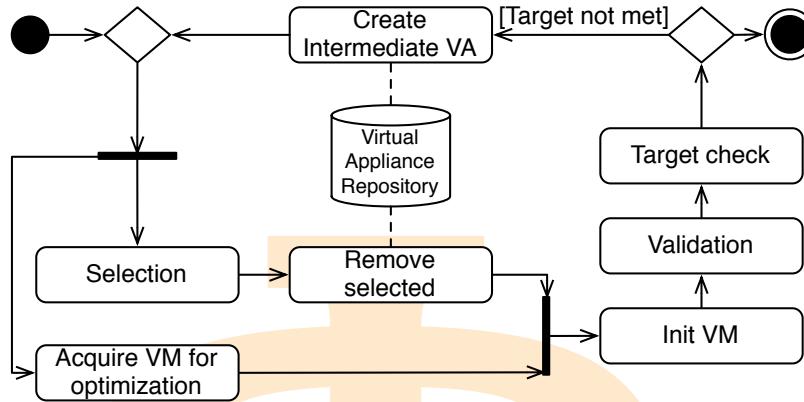 Create
Intermediate VA
[Target not met]
Virtual
Appliance
Repository
Target check
Selection
Remove
selected
Validation
Acquire VM for
optimization
Init VM